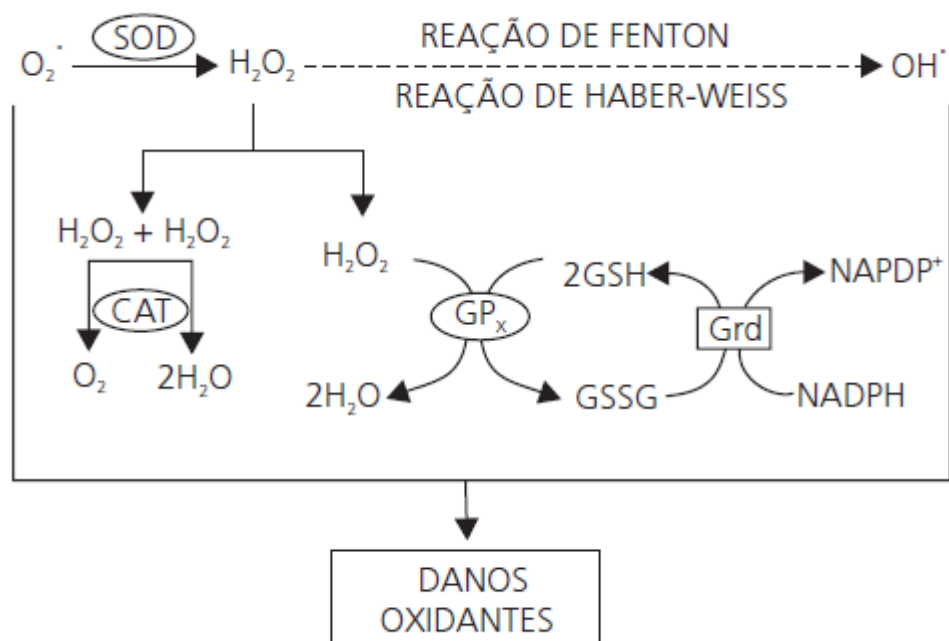 SOD
REAÇÃO DE FENTON
O₂˙ H₂O₂ OH˙
REAÇÃO DE HABER-WEISS
H₂O₂ + H₂O₂
H₂O₂ 2GSH NAPDP⁺
CAT GPₓ Grd
O₂ 2H₂O 2H₂O GSSG NADPH
DANOS
OXIDANTES